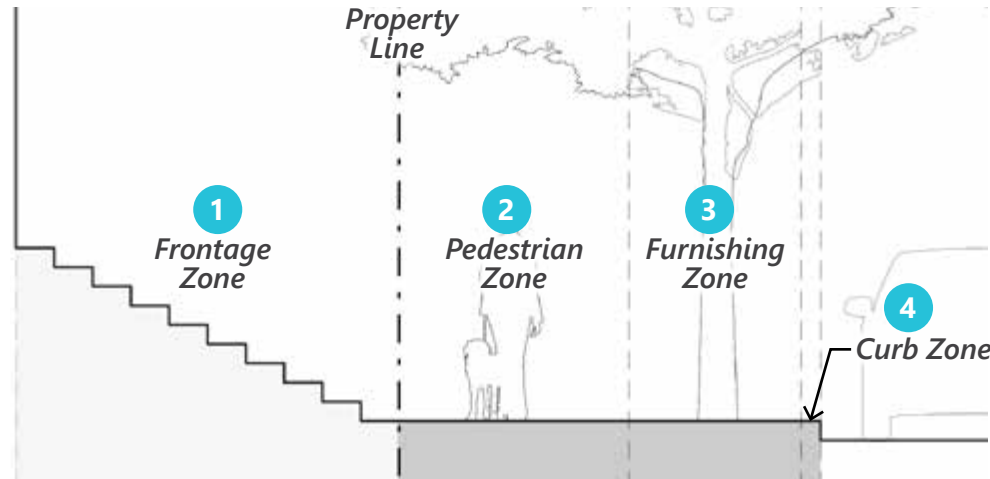 Property
Line
1
Frontage
Zone
2
Pedestrian
Zone
3
Furnishing
Zone
4
Curb Zone